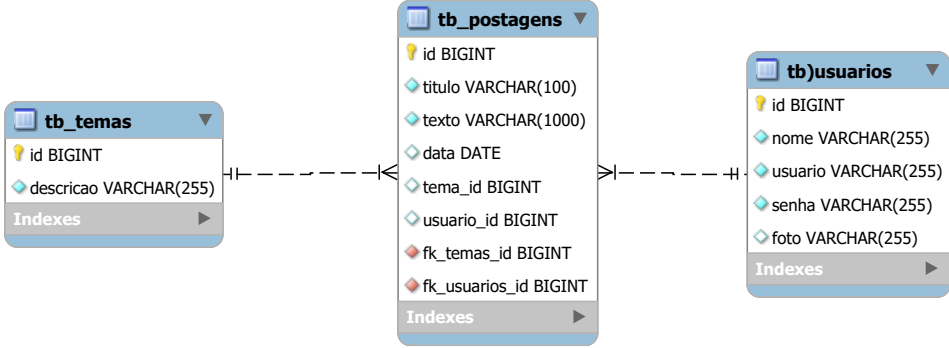 tb_temas
id BIGINT
descricao VARCHAR(255)
Indexes
tb_postagens
id BIGINT
titulo VARCHAR(100)
texto VARCHAR(1000)
data DATE
tema_id BIGINT
usuario_id BIGINT
fk_temas_id BIGINT
fk_usuarios_id BIGINT
Indexes
tb)usuarios
id BIGINT
nome VARCHAR(255)
usuario VARCHAR(255)
senha VARCHAR(255)
foto VARCHAR(255)
Indexes